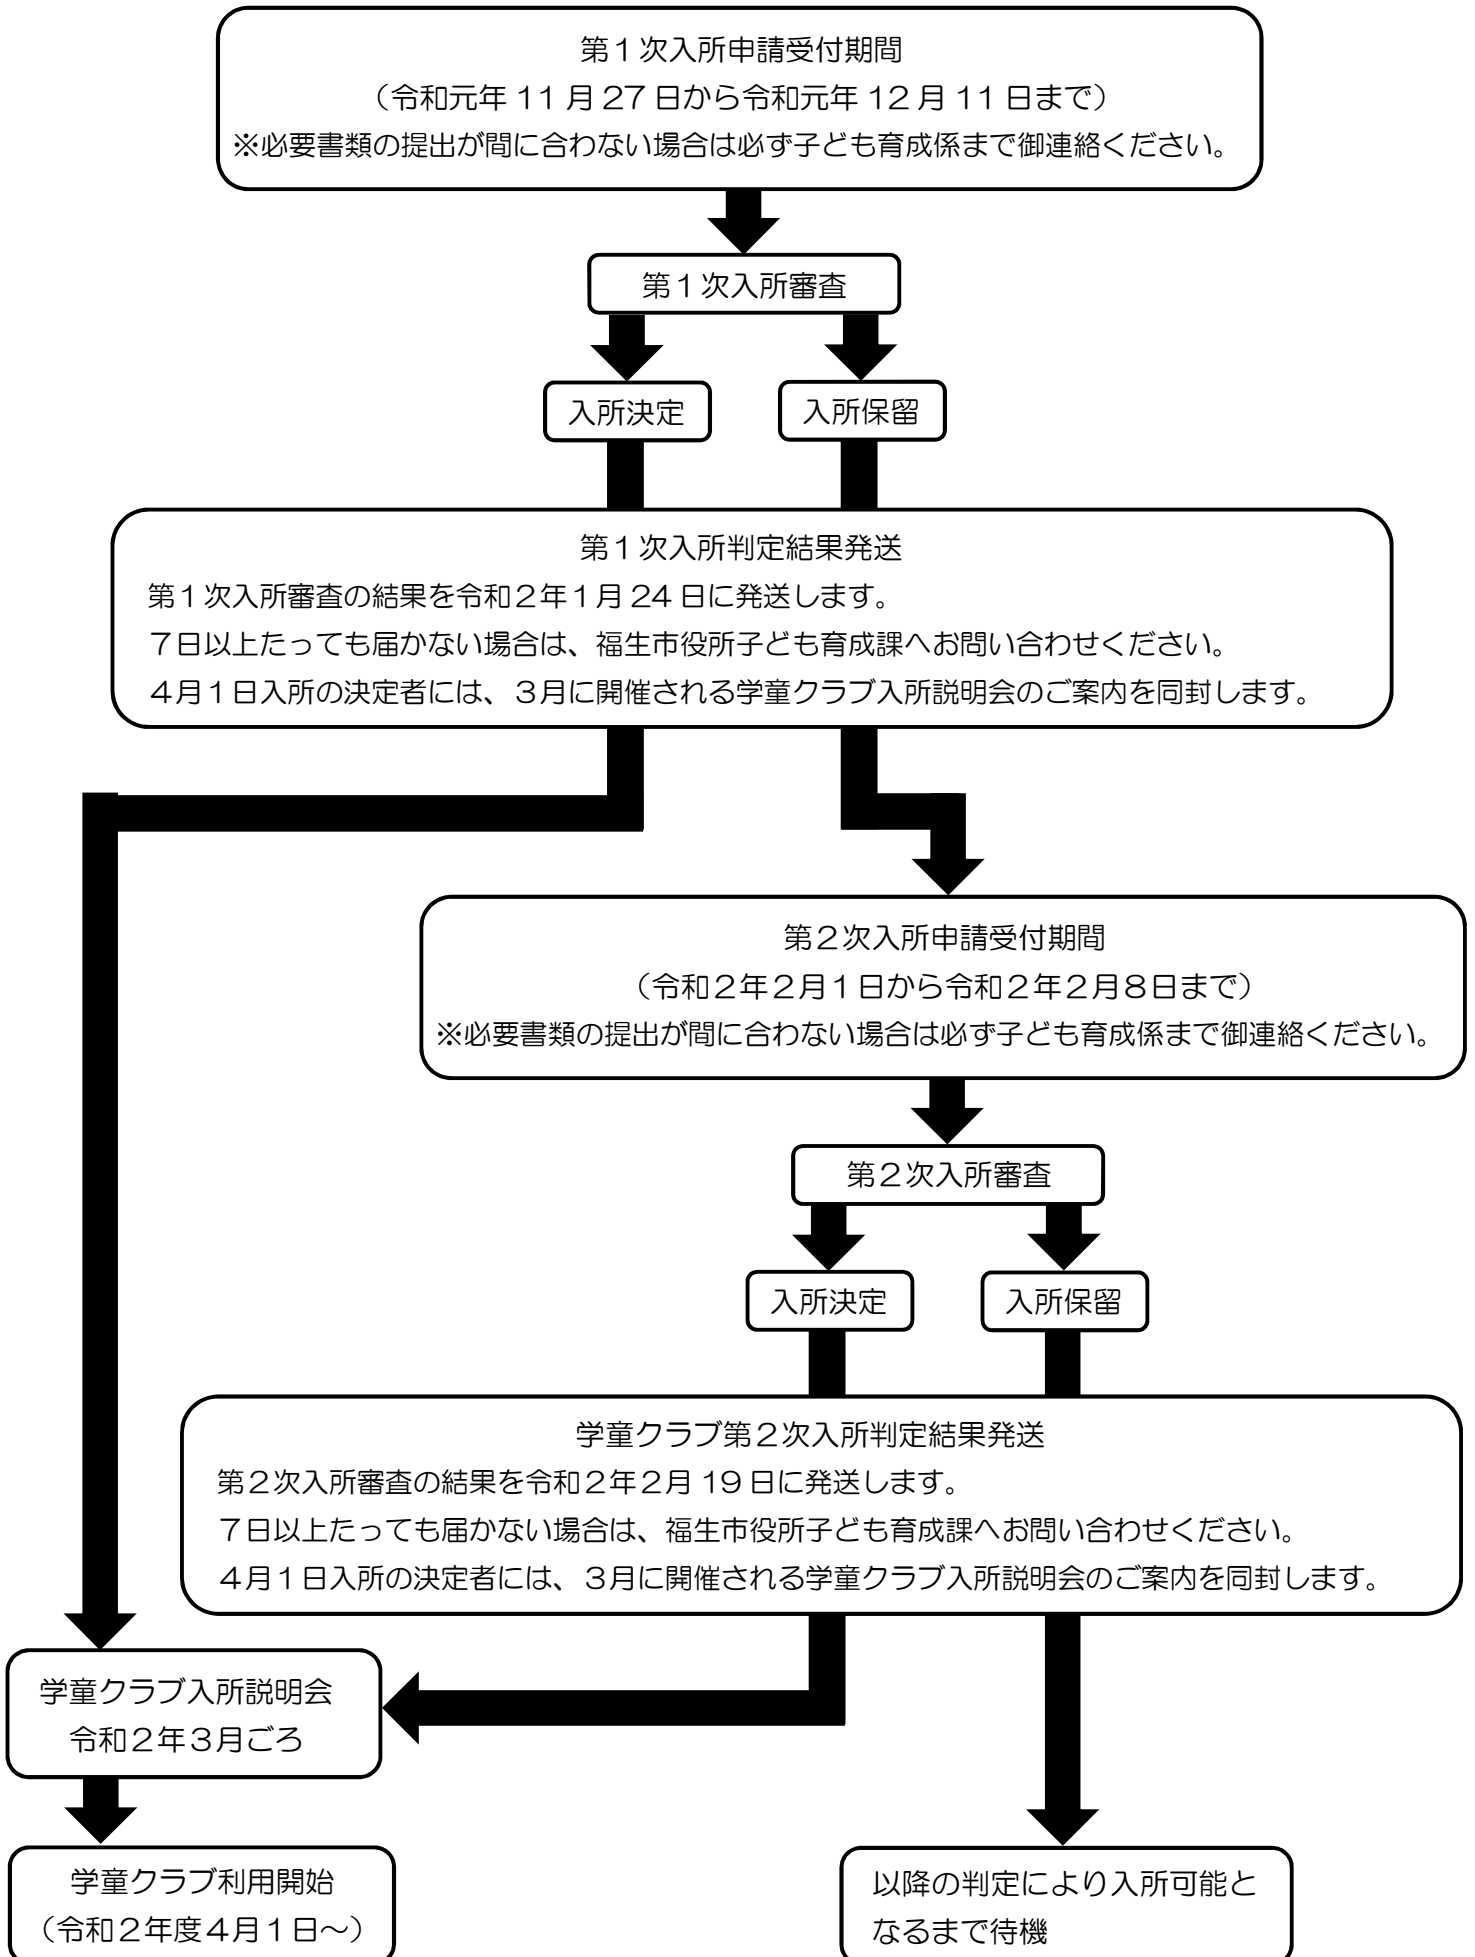 第１次入所申請受付期間
（令和元年 11 月 27 日から令和元年 12 月 11 日まで）
※必要書類の提出が間に合わない場合は必ず子ども育成係まで御連絡ください。
第１次入所審査
入所決定
入所保留
第１次入所判定結果発送
第１次入所審査の結果を令和２年１月 24 日に発送します。
７日以上たっても届かない場合は、福生市役所子ども育成課へお問い合わせください。
４月１日入所の決定者には、３月に開催される学童クラブ入所説明会のご案内を同封します。
第２次入所申請受付期間
（令和２年２月１日から令和２年２月８日まで）
※必要書類の提出が間に合わない場合は必ず子ども育成係まで御連絡ください。
第２次入所審査
入所決定
入所保留
学童クラブ第２次入所判定結果発送
第２次入所審査の結果を令和２年２月 19 日に発送します。
７日以上たっても届かない場合は、福生市役所子ども育成課へお問い合わせください。
４月１日入所の決定者には、３月に開催される学童クラブ入所説明会のご案内を同封します。
学童クラブ入所説明会
令和２年３月ごろ
学童クラブ利用開始
（令和２年度４月１日～）
以降の判定により入所可能と
なるまで待機